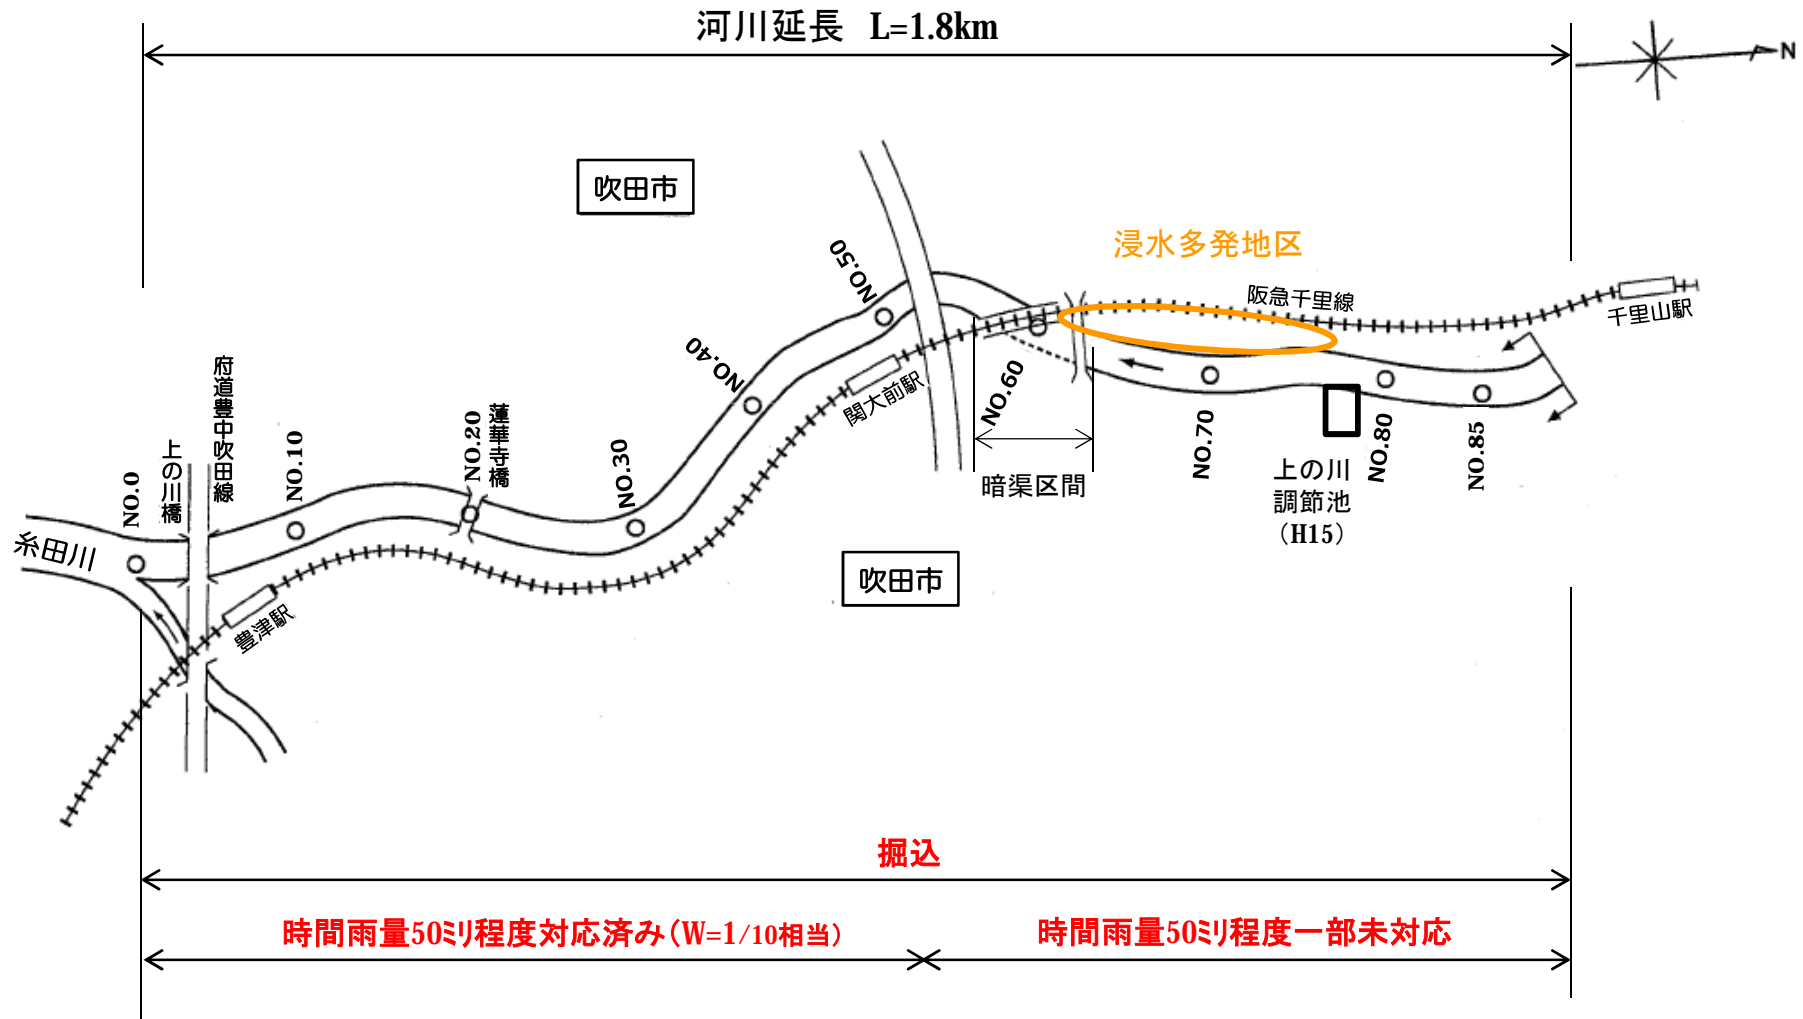 河川延長 L=1.8km
N
吹田市
浸水多発地区
NO.50
阪急千里線
千里山駅
NO.40
府道豊中吹田線
関大前駅
NO.60
蓮華寺橋
NO.20
NO.10
NO.30
上の川橋
NO.0
NO.70
NO.80
NO.85
暗渠区間
上の川
調節池
（H15）
糸田川
吹田市
豊津駅
掘込
時間雨量50ミリ程度対応済み（W=1/10相当）
時間雨量50ミリ程度一部未対応